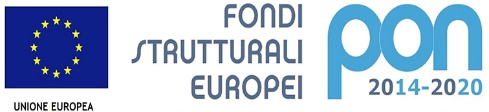 UNIONE EUROPEA
FONDI
STRUTTURALI
EUROPEI
pon
2014-2020